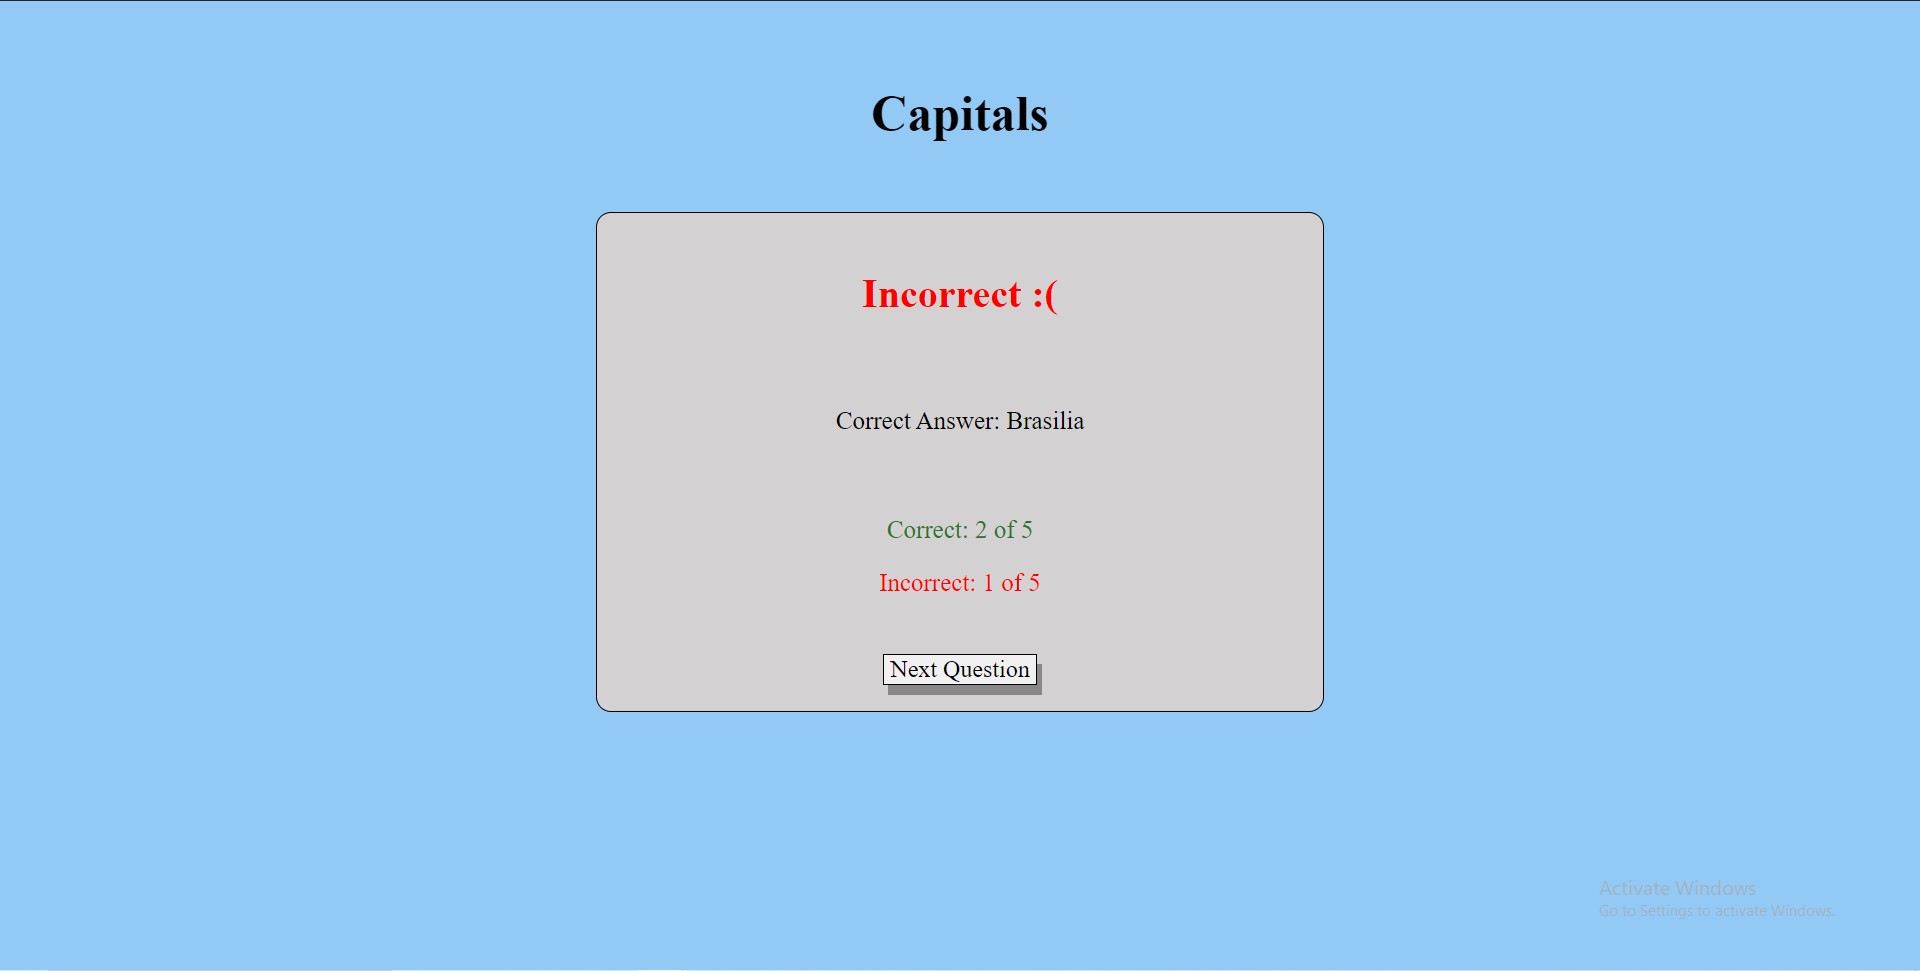 Capitals
Incorrect :(
Correct Answer: Brasilia
Correct: 2 of 5
Incorrect: 1 of 5
Next Question
Activate Windows
Go to Settings to activate Windows.